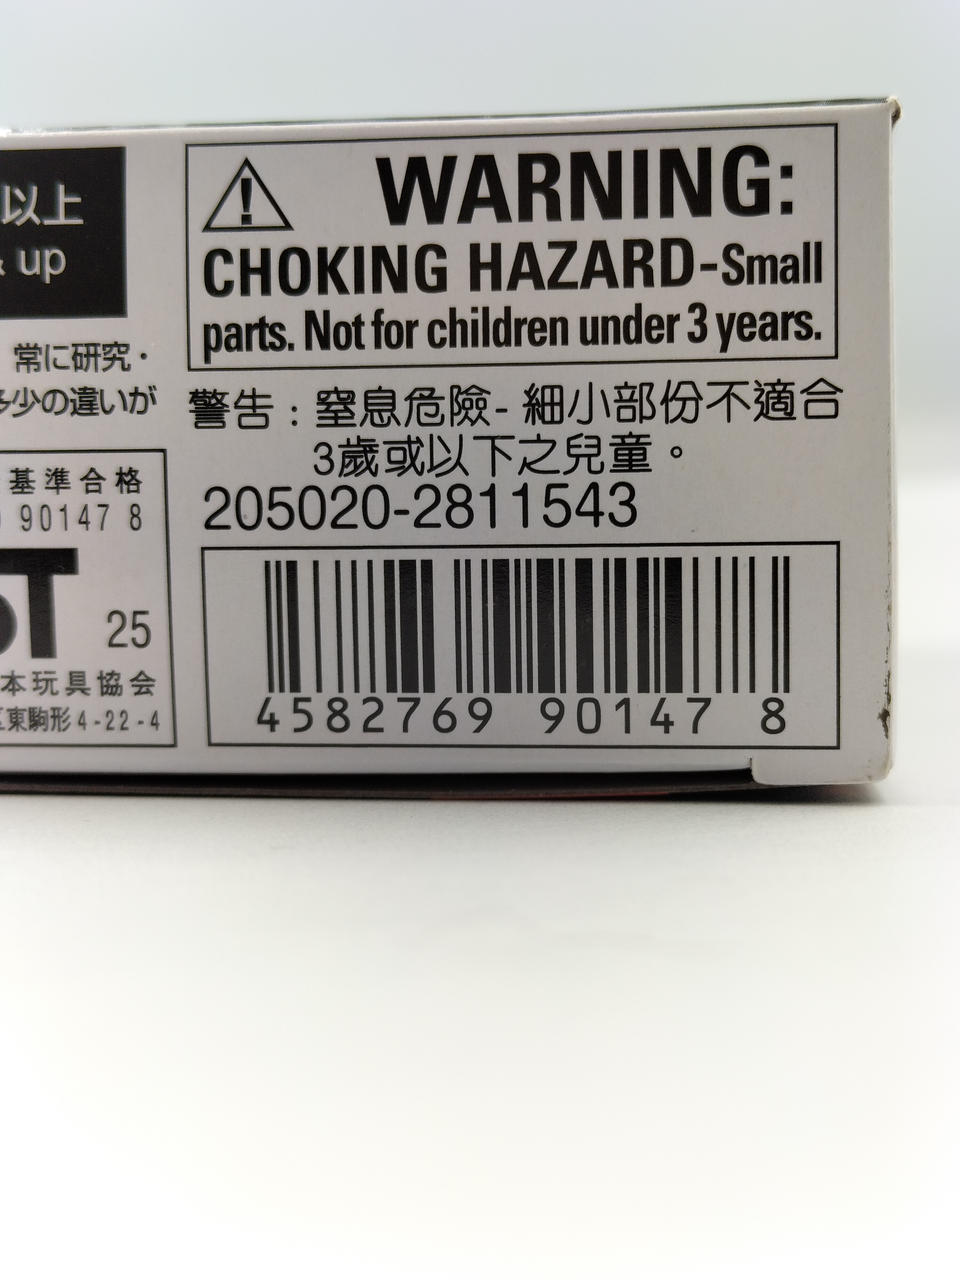 以上
& up
常に研究・
多少の違いが
基準合格
90147 8
T 25
本玩具協会
区東駒形4-22-4
WARNING:
CHOKING HAZARD-Small
parts. Not for children under 3 years.
警告：窒息危險- 細小部份不適合
3歲或以下之兒童。
205020-2811543
4582769 90147 8